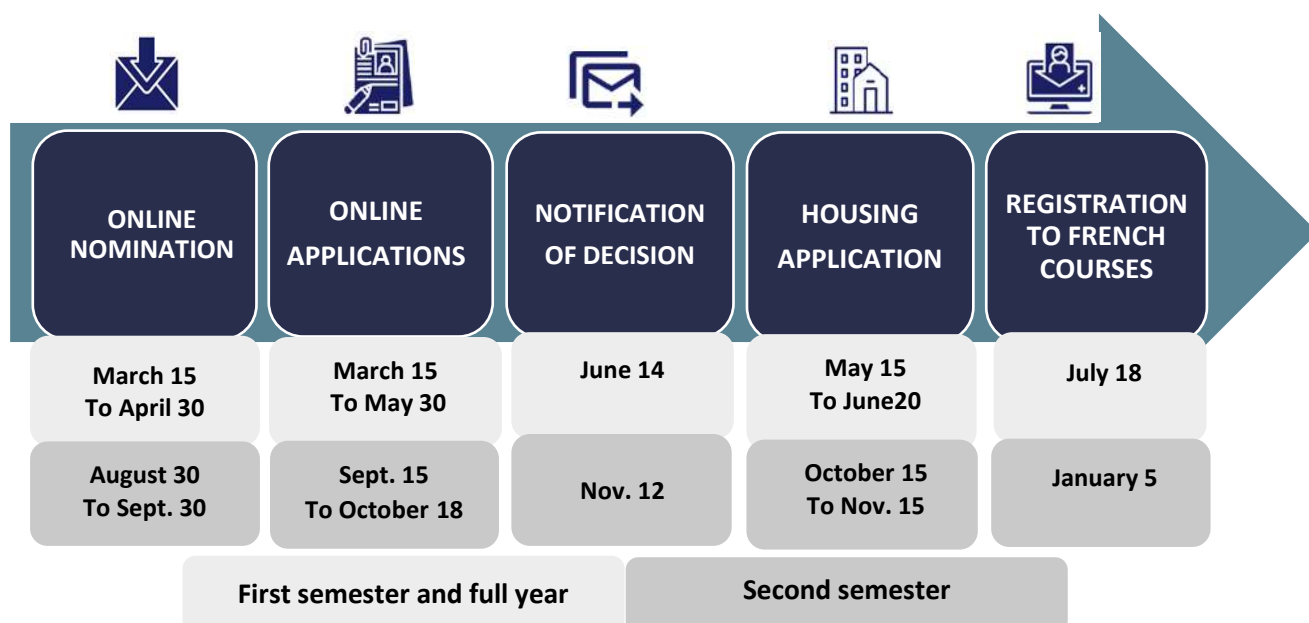 ONLINE
NOMINATION
ONLINE
APPLICATIONS
NOTIFICATION
OF DECISION
HOUSING
APPLICATION
REGISTRATION
TO FRENCH
COURSES
March 15
To April 30
March 15
To May 30
June 14
May 15
To June20
July 18
August 30
To Sept. 30
Sept. 15
To October 18
Nov. 12
October 15
To Nov. 15
January 5
First semester and full year
Second semester